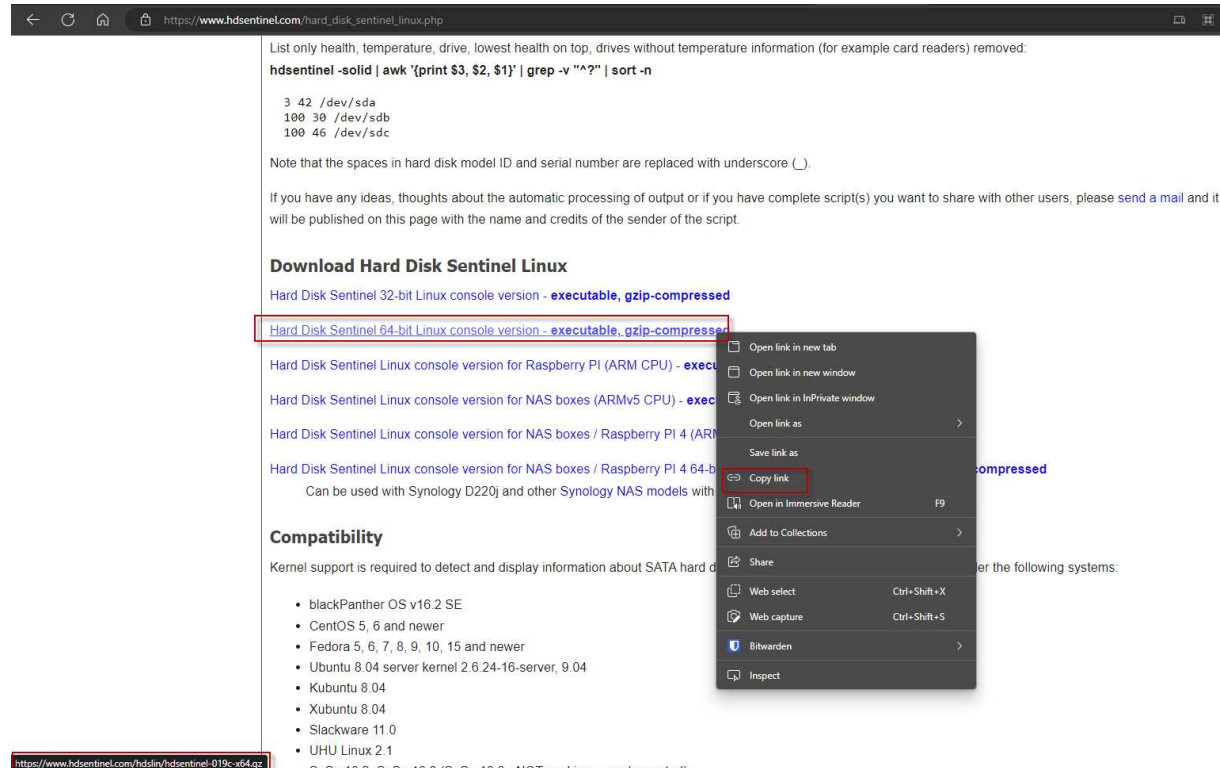 https://www.hdsentinel.com/hard_disk_sentinel_linux.php
List only health, temperature, drive, lowest health on top, drives without temperature information (for example card readers) removed:
hdsentinel -solid | awk '{print $3, $2, $1}' | grep -v "^?" | sort -n
3 42 /dev/sda
100 30 /dev/sdb
100 46 /dev/sdc
Note that the spaces in hard disk model ID and serial number are replaced with underscore (_).
If you have any ideas, thoughts about the automatic processing of output or if you have complete script(s) you want to share with other users, please send a mail and it
will be published on this page with the name and credits of the sender of the script.
Download Hard Disk Sentinel Linux
Hard Disk Sentinel 32-bit Linux console version - executable, gzip-compressed
Hard Disk Sentinel 64-bit Linux console version - executable, gzip-compressed
Hard Disk Sentinel Linux console version for Raspberry PI (ARM CPU) - execu
Hard Disk Sentinel Linux console version for NAS boxes (ARMv5 CPU) - exec
Hard Disk Sentinel Linux console version for NAS boxes / Raspberry PI 4 (ARM
Hard Disk Sentinel Linux console version for NAS boxes / Raspberry PI 4 64-b
compressed
Can be used with Synology D220j and other Synology NAS models with
Open link in new tab
Open link in new window
Open link in InPrivate window
Open link as
Save link as
Copy link
Open in Immersive Reader F9
Add to Collections
Share
Web select Ctrl+Shift+X
Web capture Ctrl+Shift+S
Bitwarden
Inspect
Compatibility
Kernel support is required to detect and display information about SATA hard d
er the following systems:
• blackPanther OS v16.2 SE
• CentOS 5, 6 and newer
• Fedora 5, 6, 7, 8, 9, 10, 15 and newer
• Ubuntu 8.04 server kernel 2.6.24-16-server, 9.04
• Kubuntu 8.04
• Xubuntu 8.04
• Slackware 11.0
• UHU Linux 2.1
https://www.hdsentinel.com/hdslin/hdsentinel-019c-x64.gz